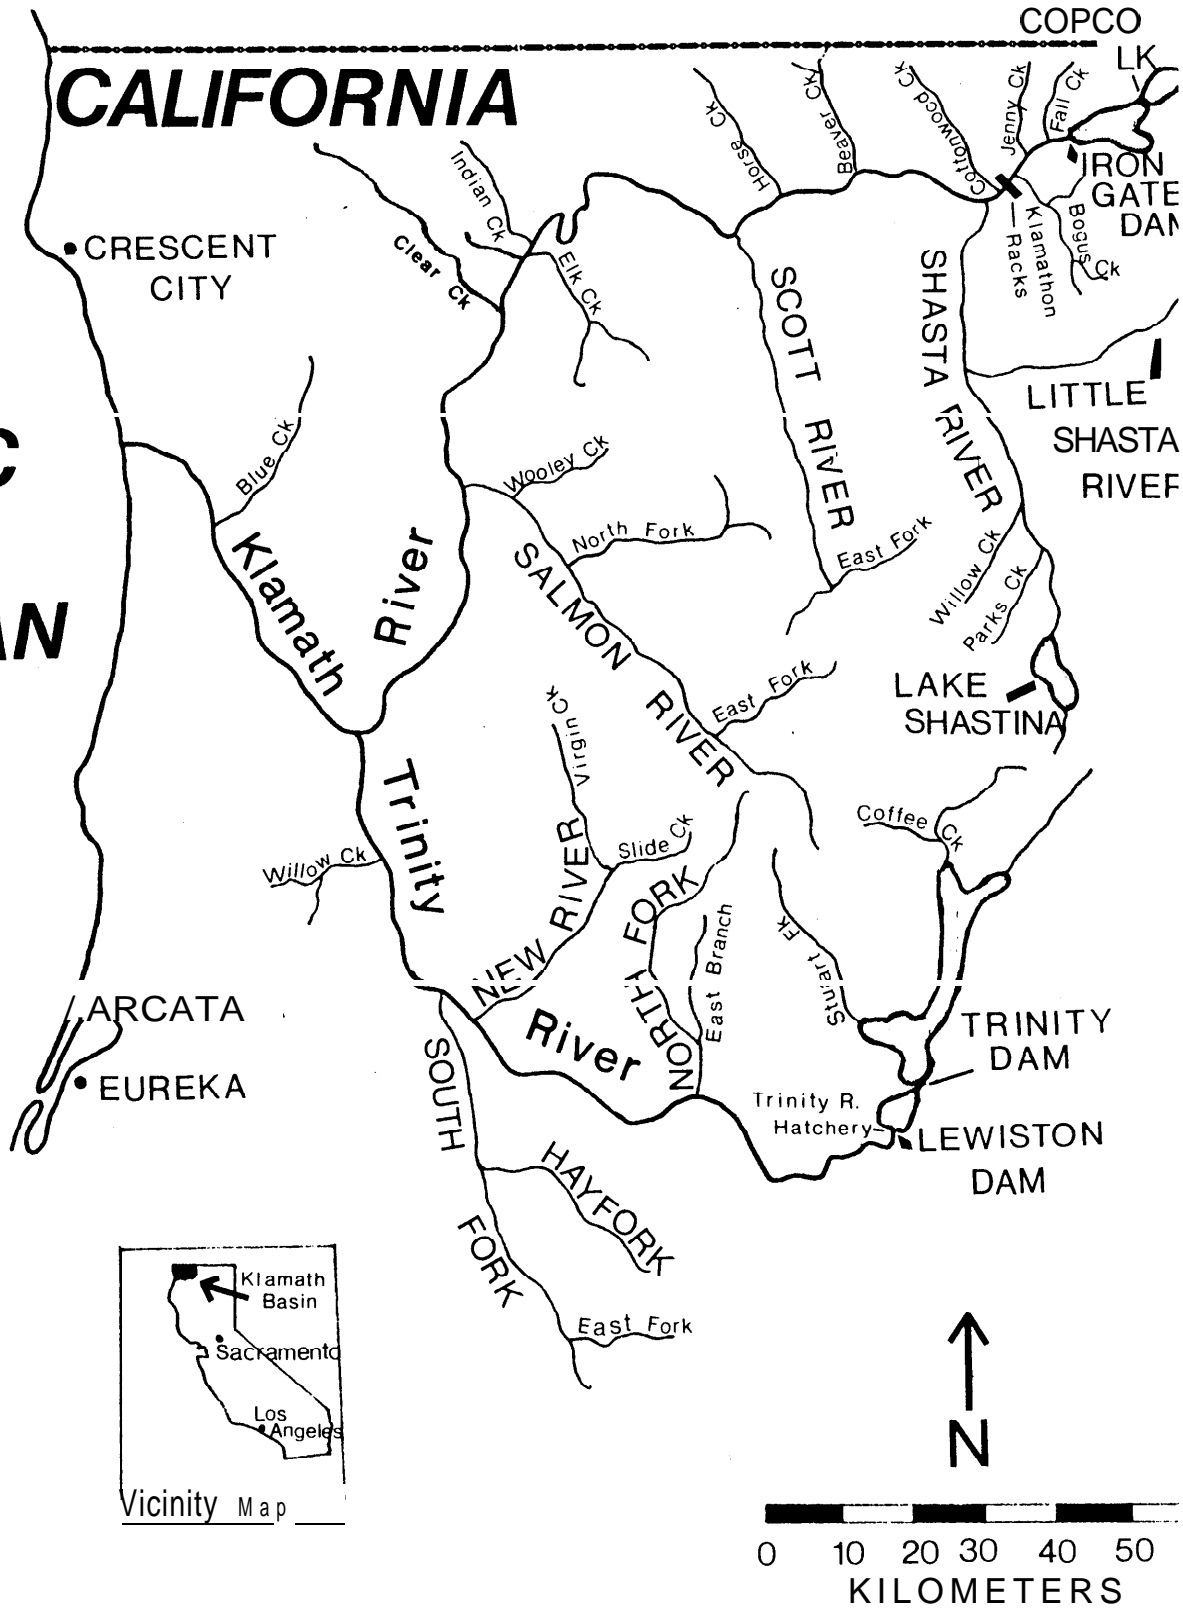 COPCO
LK
CALIFORNIA
Horse Ck
Beaver Ck
Cottonwood Ck
Jenny Ck
Fall Ck
IRON
GATE
DAM
Indian Ck
Clear Ck
Elk Ck
CRESCENT
CITY
Klamathon
Racks
Bogus Ck
SCOTT RIVER
SHASTA RIVER
LITTLE
SHASTA
RIVER
C
AN
Blue Ck
Wooley Ck
North Fork
East Fork
Willow Ck
Parks Ck
Klamath River
SALMON RIVER
East Fork
LAKE
SHASTINA
Virgin Ck
Trinity
Slide Ck
Coffee Ck
Willow Ck
NEW RIVER
NORTH FORK
East Branch
Stuart Fk
ARCATA
EUREKA
River
TRINITY
DAM
Trinity R.
Hatchery
LEWISTON
DAM
SOUTH FORK
HAYFORK
East Fork
Klamath
Basin
Sacramento
Los
Angeles
Vicinity Map
N
0 10 20 30 40 50
KILOMETERS